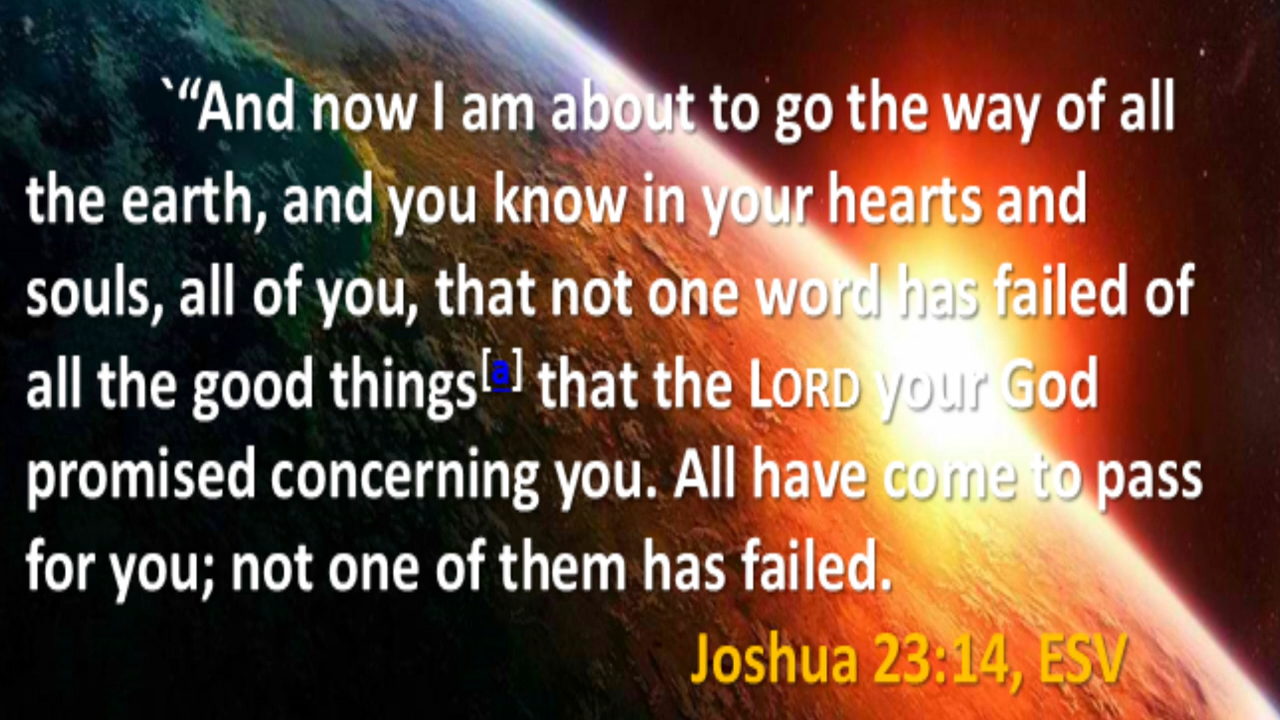 `“And now I am about to go the way of all
the earth, and you know in your hearts and
souls, all of you, that not one word has failed of
all the good things[a] that the LORD your God
promised concerning you. All have come to pass
for you; not one of them has failed.
Joshua 23:14, ESV